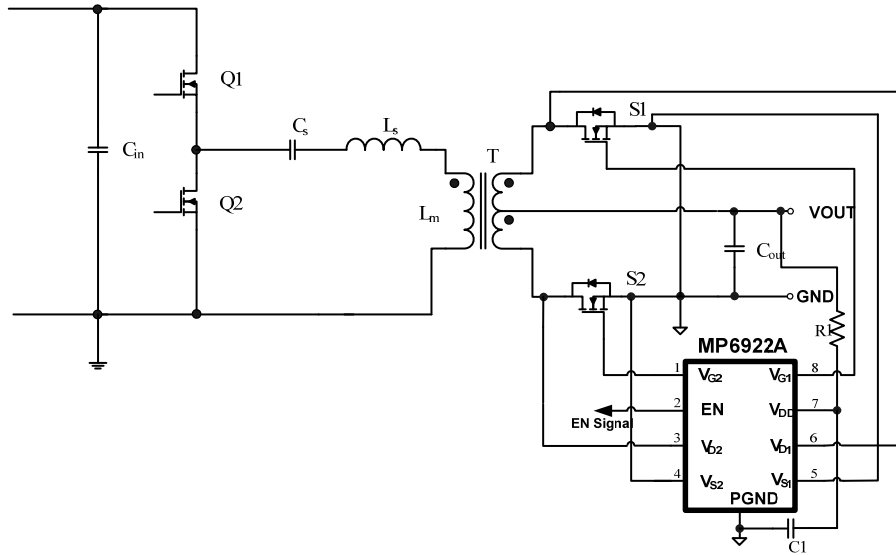 Q1
S1
Cs
Ls
T
Cin
Q2
Lm
VOUT
Cout
S2
GND
R1
MP6922A
1 VG2 VG1 8
2 EN VDD 7
EN Signal
3 VD2 VD1 6
4 VS2 VS1 5
PGND
C1